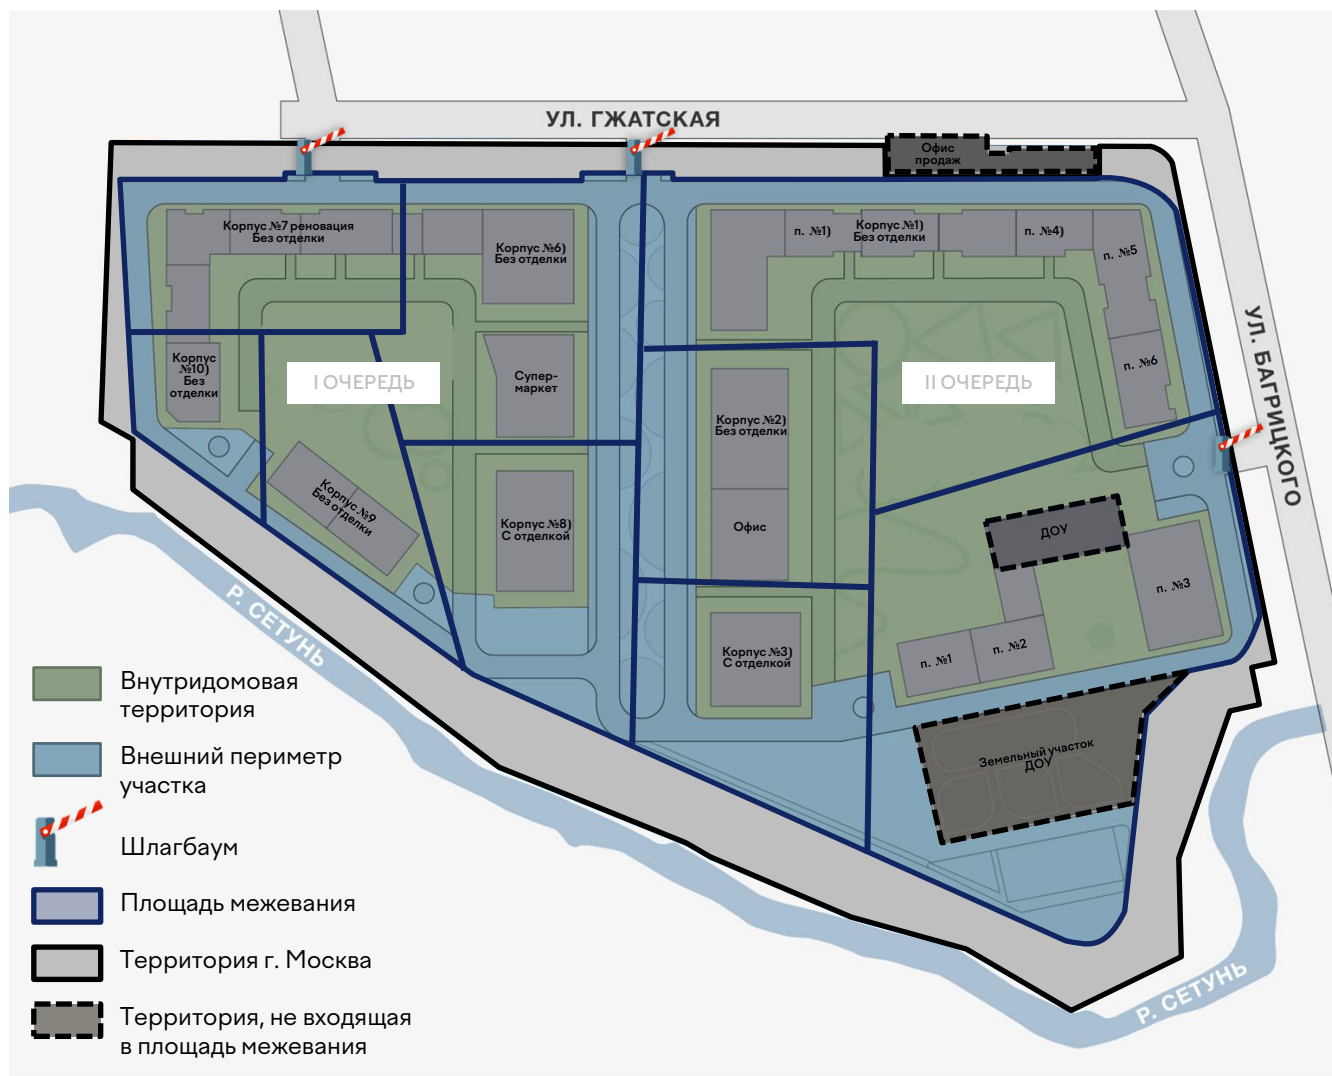 УЛ. ГЖАТСКАЯ
Офис
продаж
Корпус №7 реновация
Без отделки
Корпус №6)
Без отделки
п. №1)
Корпус №1)
Без отделки
п. №4)
п. №5
УЛ. БАГРИЦКОГО
Корпус
№10)
Без
отделки
I ОЧЕРЕДЬ
Супер-
маркет
II ОЧЕРЕДЬ
п. №6
Корпус №2)
Без отделки
Корпус №9
Без отделки
Корпус №8)
С отделкой
Офис
ДОУ
п. №3
Р. СЕТУНЬ
Корпус №3)
С отделкой
п. №1
п. №2
Земельный участок
ДОУ
Внутридомовая
территория
Внешний периметр
участка
Шлагбаум
Площадь межевания
Территория г. Москва
Территория, не входящая
в площадь межевания
Р. СЕТУНЬ